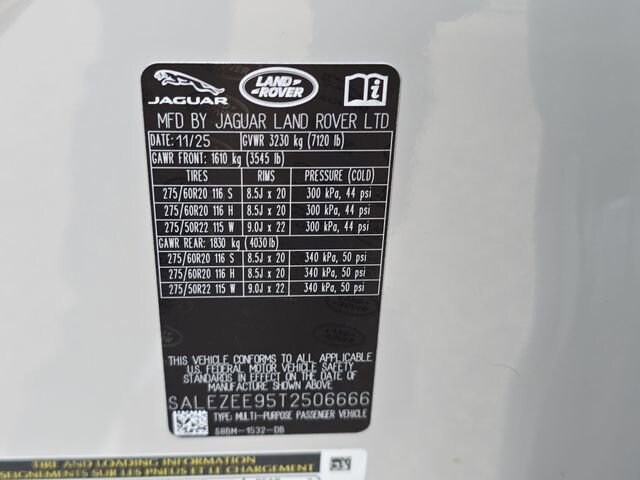 JAGUAR
LAND ROVER
MFD BY JAGUAR LAND ROVER LTD
DATE: 11/25 GVWR 3230 kg (7120 lb)
GAWR FRONT: 1610 kg (3545 lb)
TIRES RIMS PRESSURE (COLD)
275/60R20 116 S 8.5J x 20 300 kPa, 44 psi
275/60R20 116 H 8.5J x 20 300 kPa, 44 psi
275/50R22 115 W 9.0J x 22 300 kPa, 44 psi
GAWR REAR: 1830 kg (4030lb)
275/60R20 116 S 8.5J x 20 340 kPa, 50 psi
275/60R20 116 H 8.5J x 20 340 kPa, 50 psi
275/50R22 115 W 9.0J x 22 340 kPa, 50 psi
THIS VEHICLE CONFORMS TO ALL APPLICABLE
U.S. FEDERAL MOTOR VEHICLE SAFETY
STANDARDS IN EFFECT ON THE DATE OF
MANUFACTURE SHOWN ABOVE
SALEZEE95T2506666
TYPE: MULTI-PURPOSE PASSENGER VEHICLE
S8BM-1532-DB
TIRE AND LOADING INFORMATION
SEIGNEMENTS SUR LES PNEUS ET LE CHARGEMENT